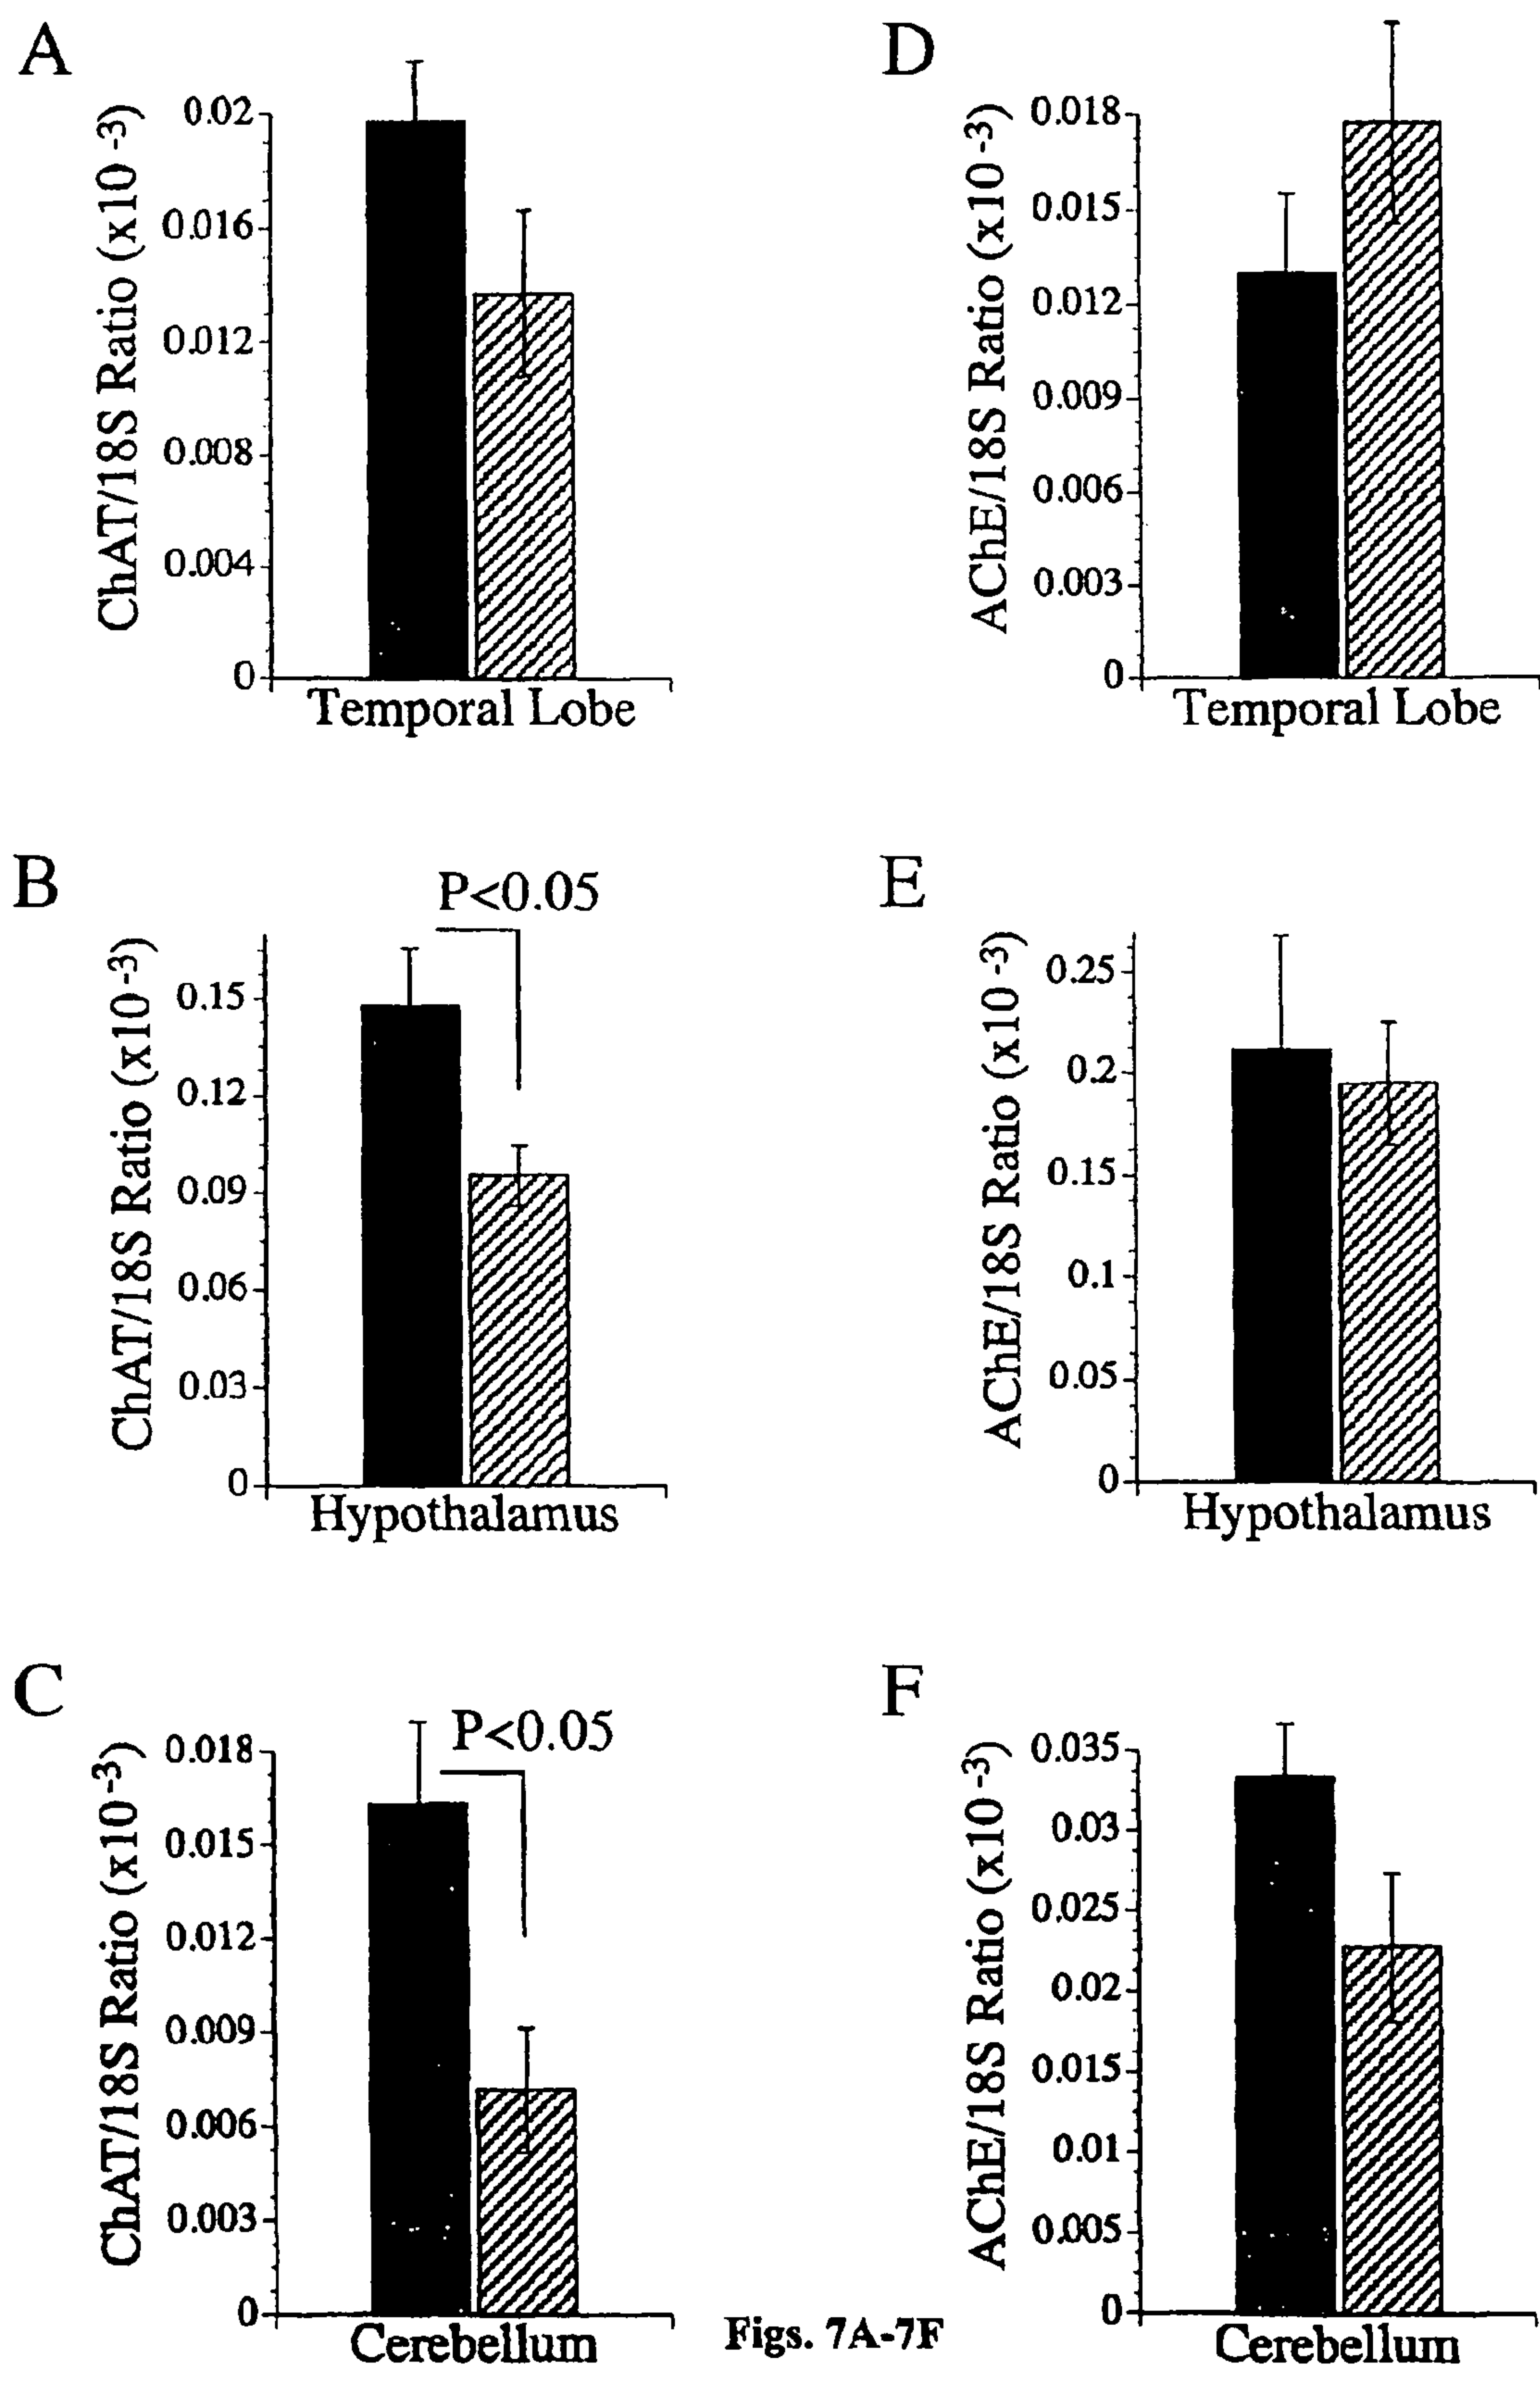 A
ChAT/18S Ratio (x10 -3)
0.02
0.016
0.012
0.008
0.004
0
Temporal Lobe
D
AChE/18S Ratio (x10 -3)
0.018
0.015
0.012
0.009
0.006
0.003
0
Temporal Lobe
B
P<0.05
ChAT/18S Ratio (x10 -3)
0.15
0.12
0.09
0.06
0.03
0
Hypothalamus
E
AChE/18S Ratio (x10 -3)
0.25
0.2
0.15
0.1
0.05
0
Hypothalamus
C
P<0.05
ChAT/18S Ratio (x10 -3)
0.018
0.015
0.012
0.009
0.006
0.003
0
Cerebellum
F
AChE/18S Ratio (x10 -3)
0.035
0.03
0.025
0.02
0.015
0.01
0.005
0
Cerebellum
Figs. 7A-7F